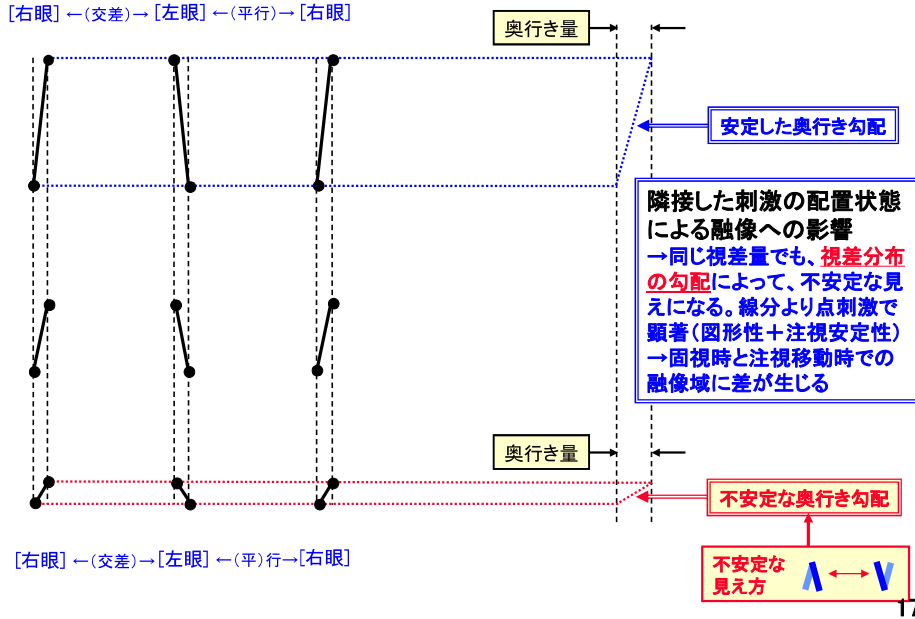 [右眼] ←(交差)→ [左眼] ←(平行)→ [右眼]
奥行き量
安定した奥行き勾配
隣接した刺激の配置状態
による融像への影響
→同じ視差量でも、視差分布
の勾配によって、不安定な見
えになる。線分より点刺激で
顕著(図形性＋注視安定性)
→固視時と注視移動時での
融像域に差が生じる
奥行き量
不安定な奥行き勾配
[右眼] ←(交差)→ [左眼] ←(平)行→[右眼]
不安定な
見え方
17